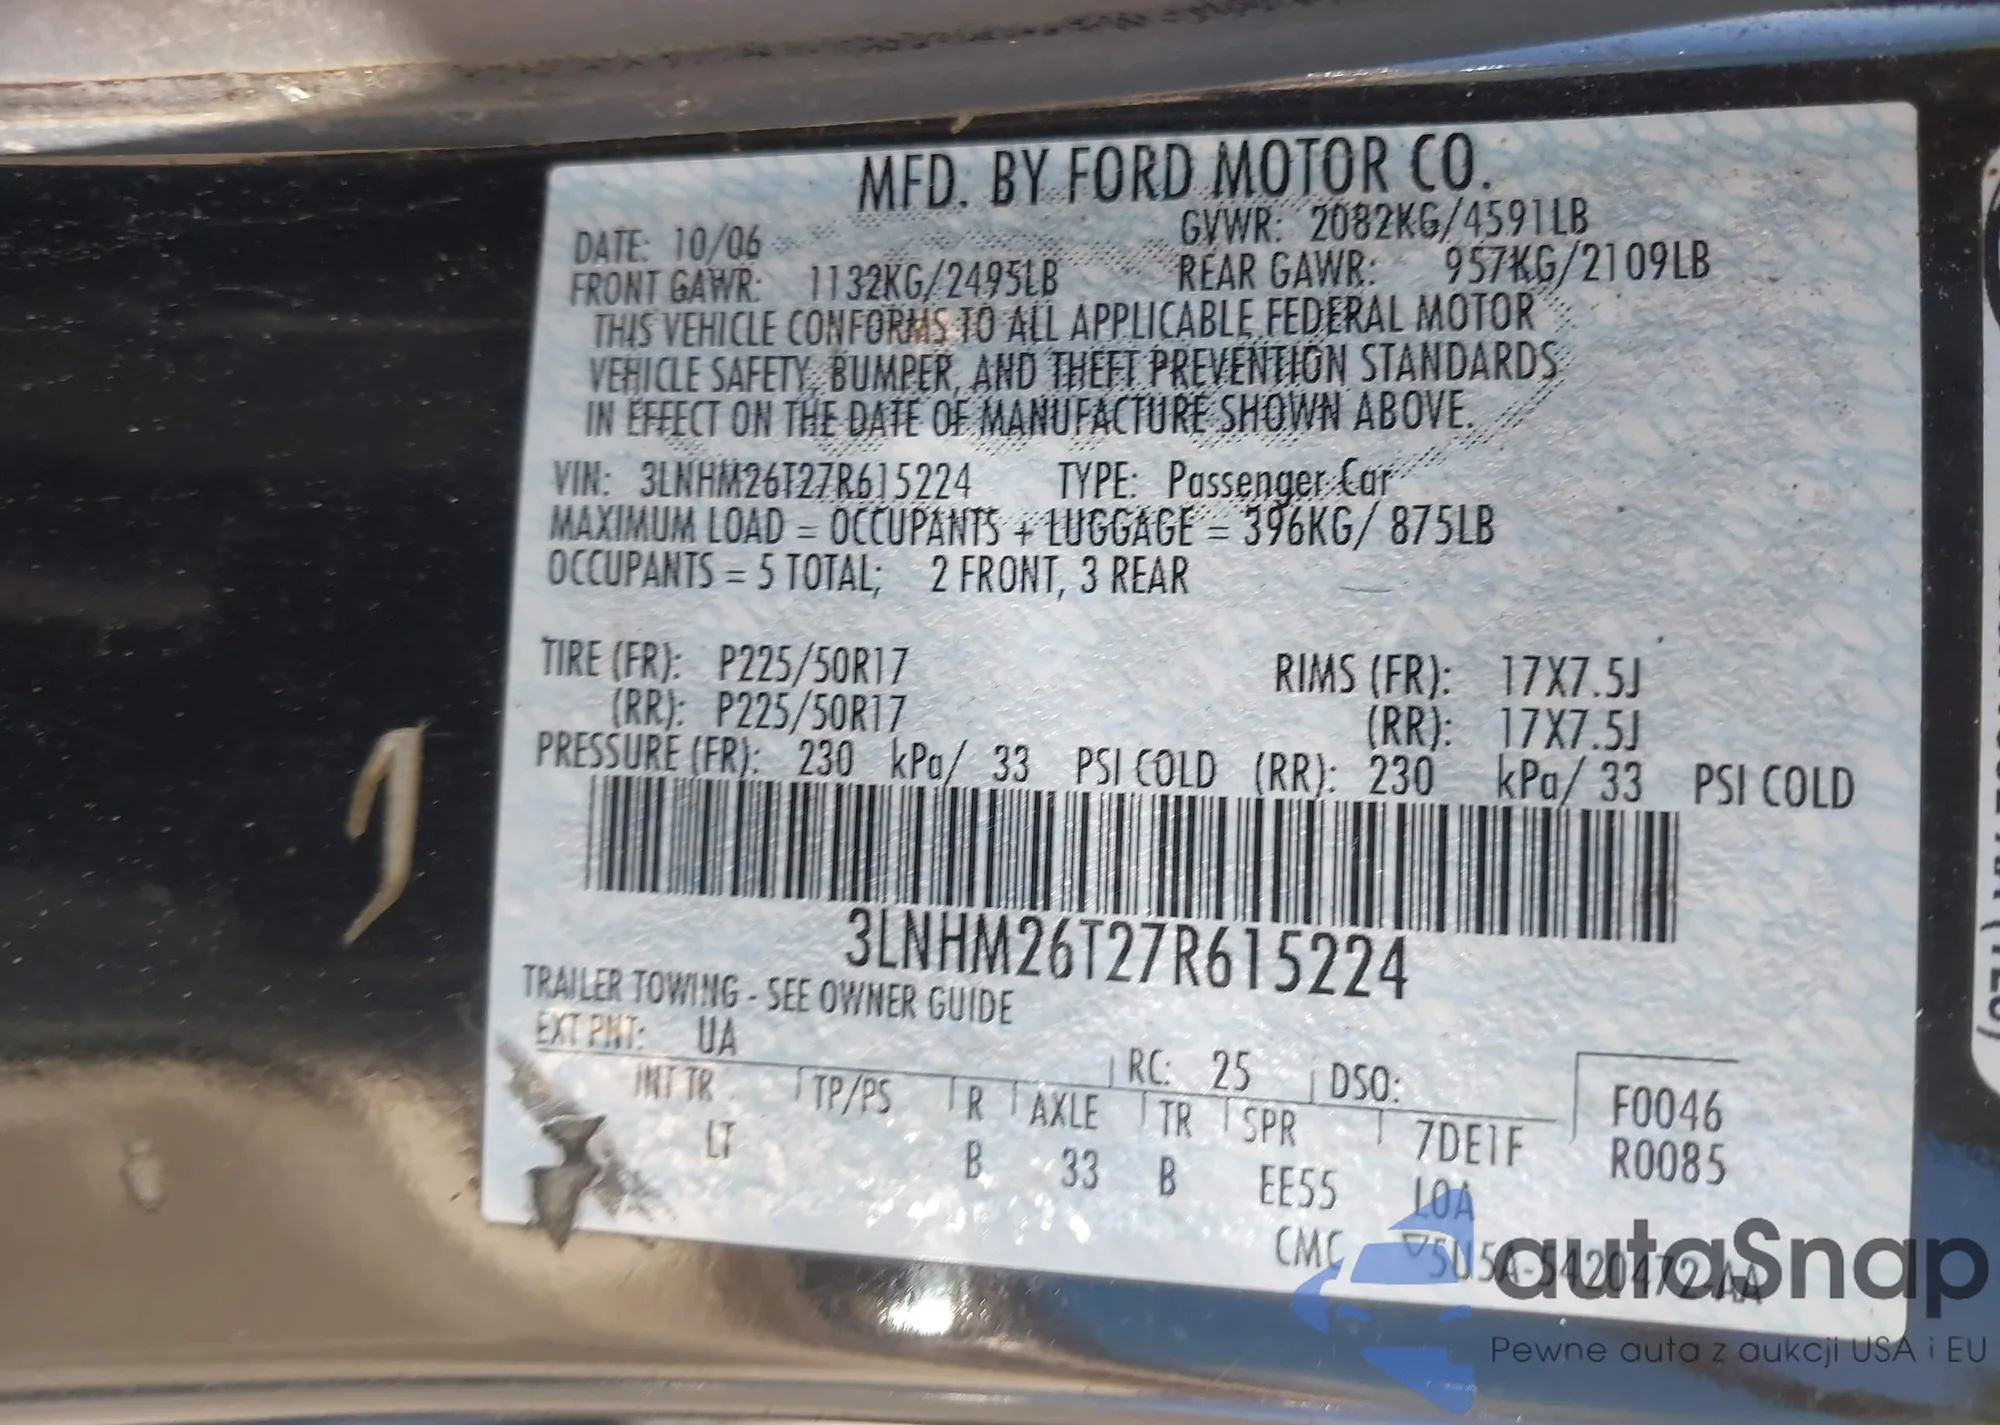 MFD. BY FORD MOTOR CO.
DATE: 10/06 GVWR: 2082KG/4591LB
FRONT GAWR: 1132KG/2495LB REAR GAWR: 957KG/2109LB
THIS VEHICLE CONFORMS TO ALL APPLICABLE FEDERAL MOTOR
VEHICLE SAFETY, BUMPER, AND THEFT PREVENTION STANDARDS
IN EFFECT ON THE DATE OF MANUFACTURE SHOWN ABOVE.
VIN: 3LNHM26T27R615224 TYPE: Passenger Car
MAXIMUM LOAD = OCCUPANTS + LUGGAGE = 396KG/ 875LB
OCCUPANTS = 5 TOTAL; 2 FRONT, 3 REAR
TIRE (FR): P225/50R17 RIMS (FR): 17X7.5J
(RR): P225/50R17 (RR): 17X7.5J
PRESSURE (FR): 230 kPa/ 33 PSI COLD (RR): 230 kPa/ 33 PSI COLD
3LNHM26T27R615224
TRAILER TOWING - SEE OWNER GUIDE
EXT PNT: UA RC: 25 DSO: F0046
INT TR TP/PS R AXLE TR SPR 7DE1F R0085
LT B 33 B EE55 LOA
CMC 5U5A-5420472-AA
autaSnap
Pewne auta z aukcji USA i EU